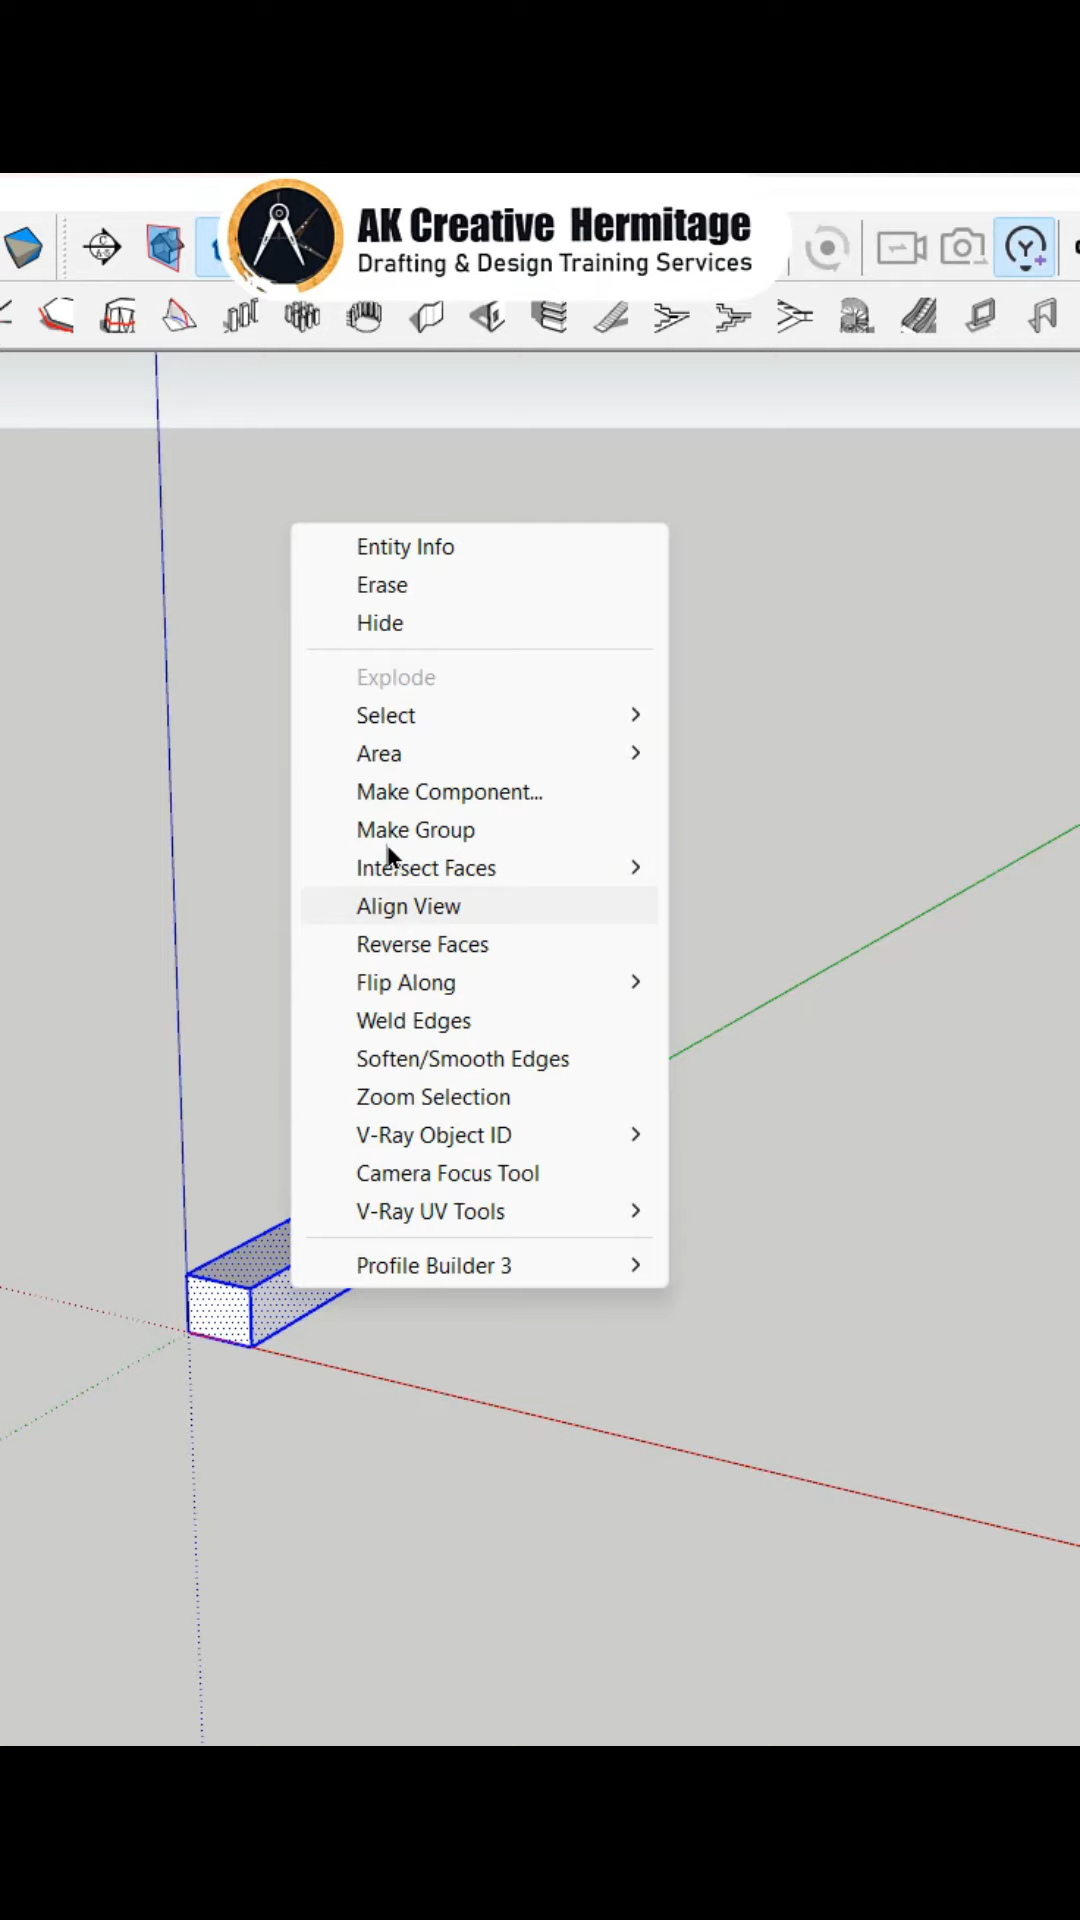 AK Creative Hermitage
Drafting & Design Training Services
Entity Info
Erase
Hide
Explode
Select
Area
Make Component...
Make Group
Intersect Faces
Align View
Reverse Faces
Flip Along
Weld Edges
Soften/Smooth Edges
Zoom Selection
V-Ray Object ID
Camera Focus Tool
V-Ray UV Tools
Profile Builder 3